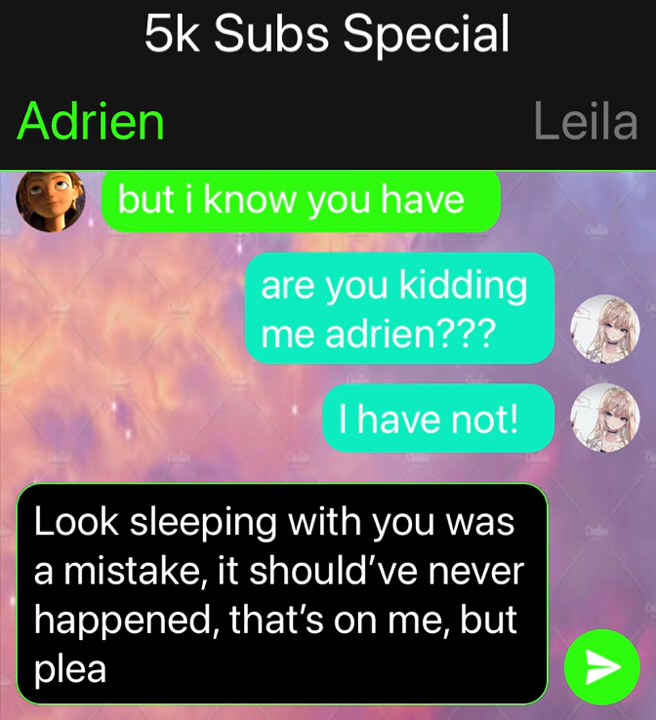 5k Subs Special
Adrien
Leila
but i know you have
are you kidding
me adrien???
I have not!
Look sleeping with you was
a mistake, it should've never
happened, that's on me, but
plea